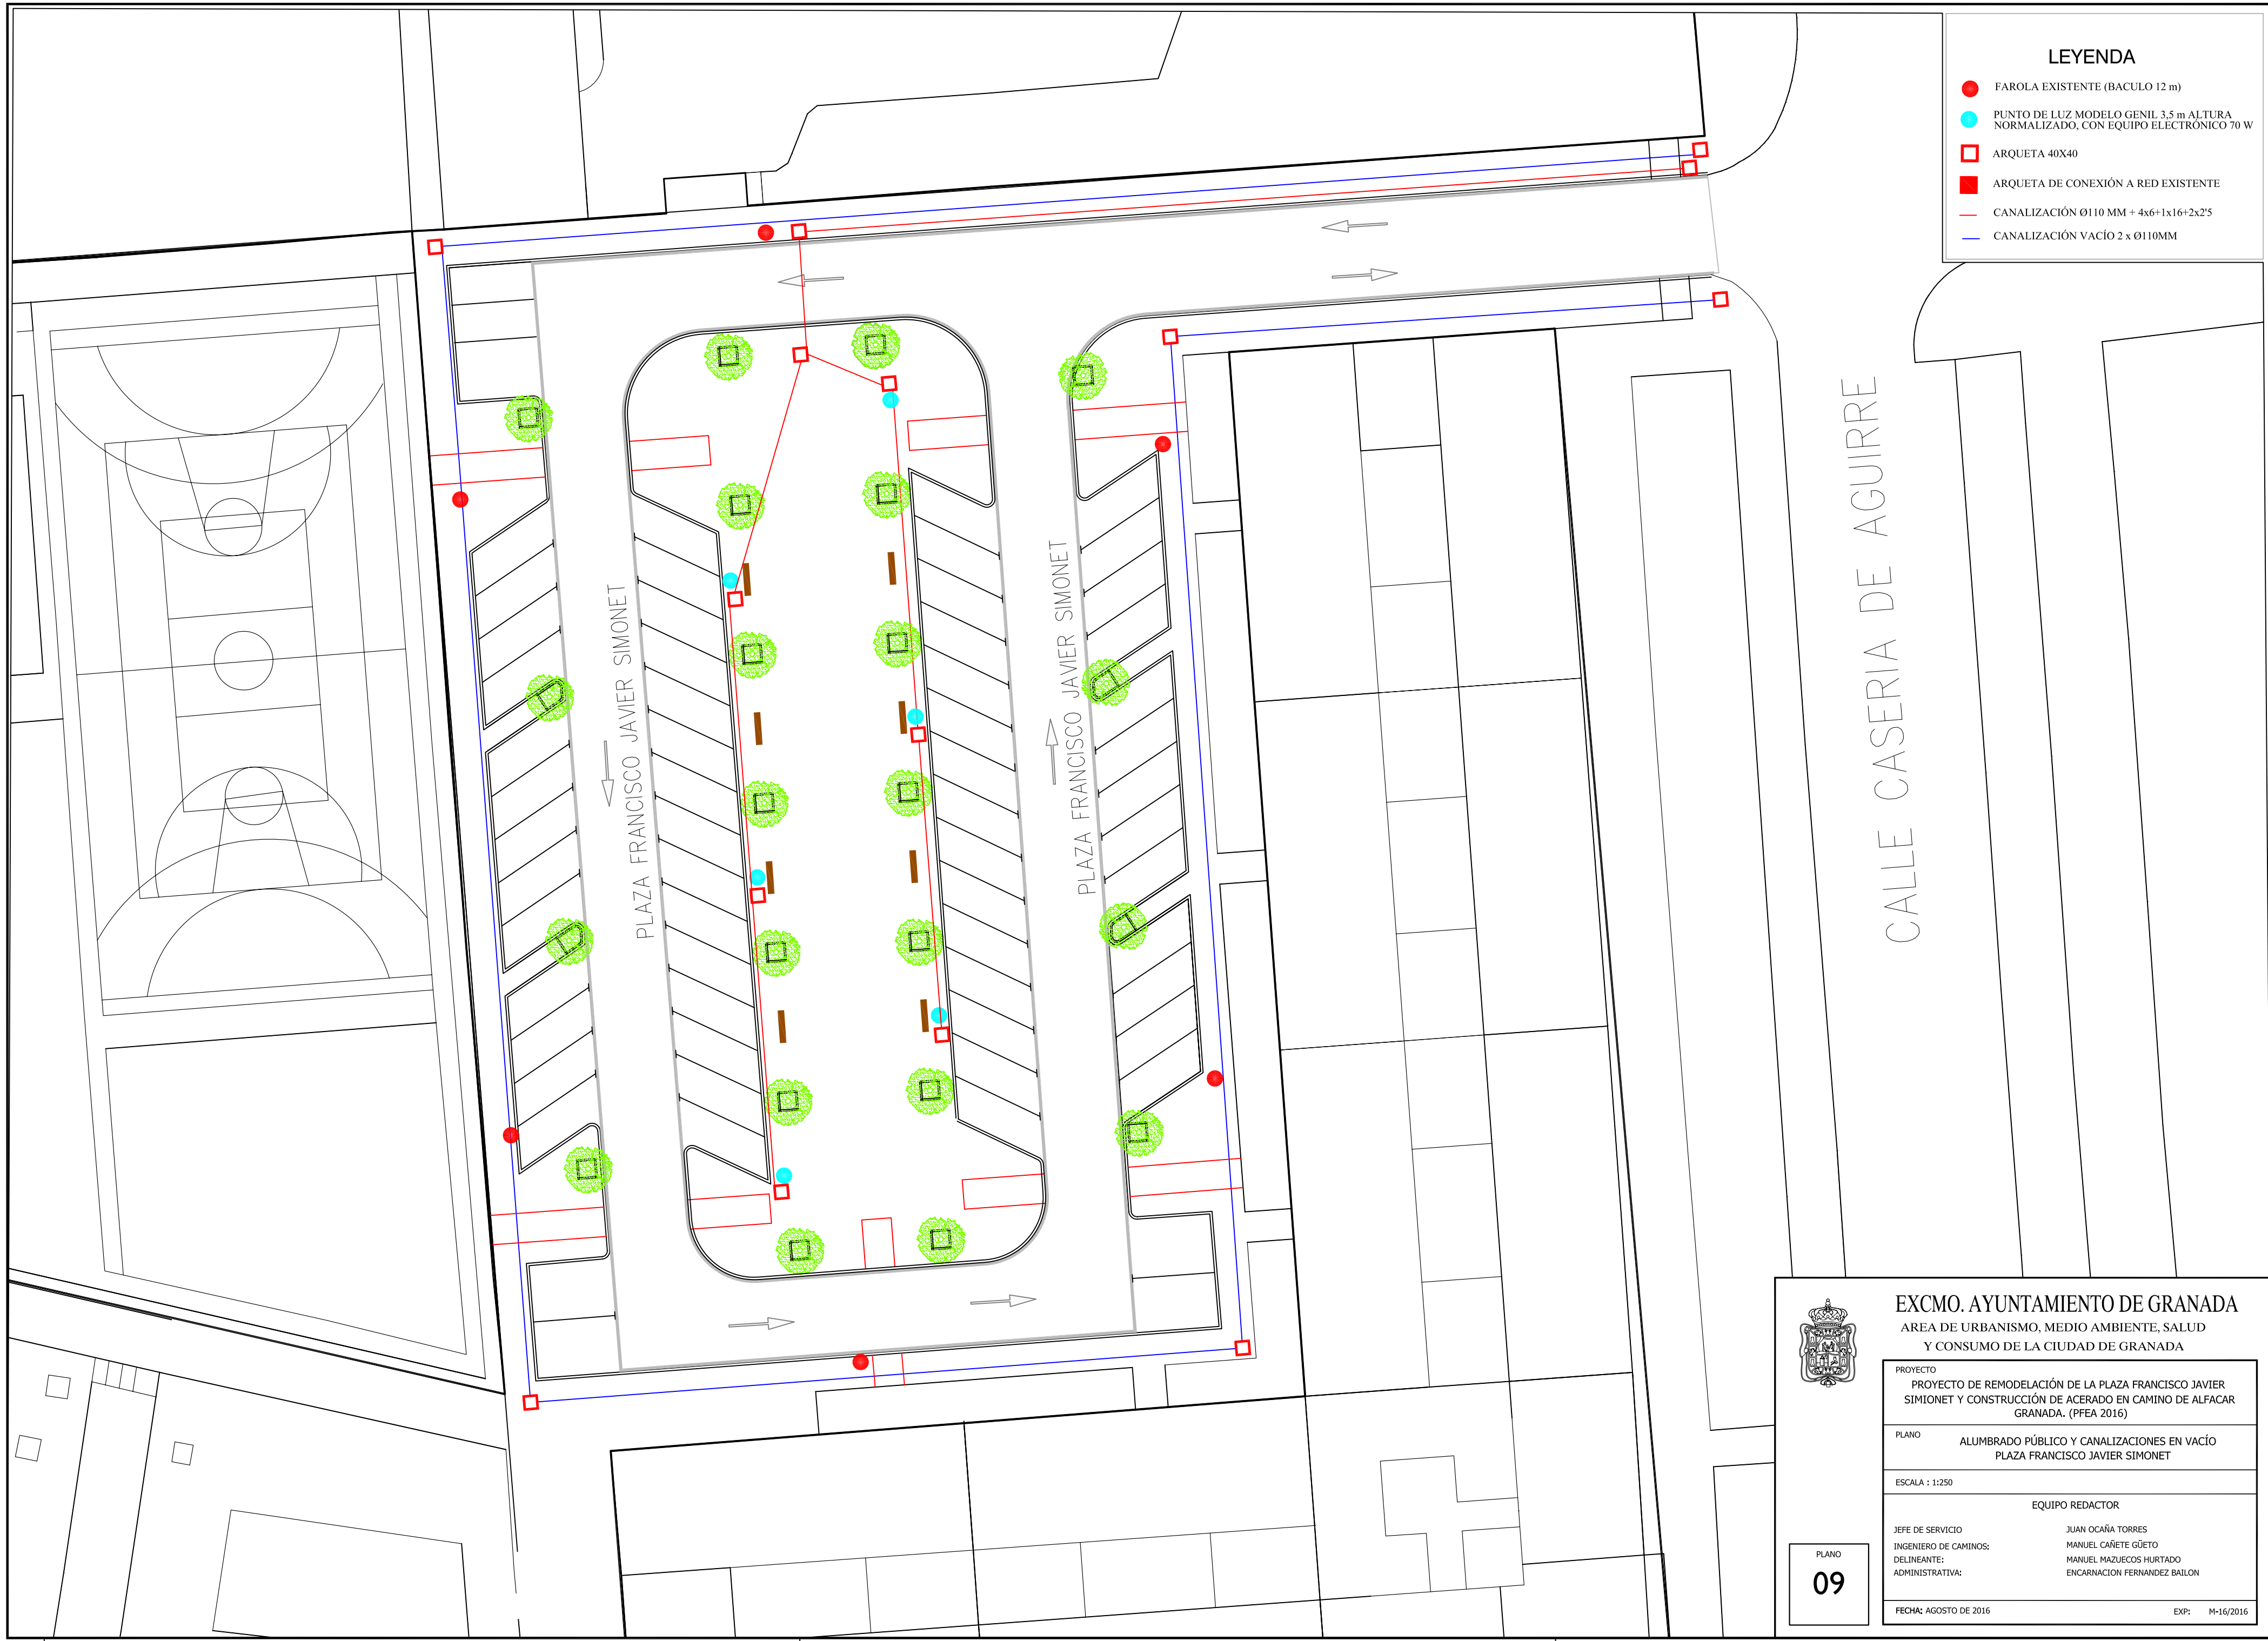 LEYENDA
FAROLA EXISTENTE (BACULO 12 m)
PUNTO DE LUZ MODELO GENIL 3,5 m ALTURA
NORMALIZADO, CON EQUIPO ELECTRÓNICO 70 W
ARQUETA 40X40
ARQUETA DE CONEXIÓN A RED EXISTENTE
CANALIZACIÓN Ø110 MM + 4x6+1x16+2x2'5
CANALIZACIÓN VACÍO 2 x Ø110MM
PLAZA FRANCISCO JAVIER SIMONET
PLAZA FRANCISCO JAVIER SIMONET
CALLE CASERIA DE AGUIRRE
EXCMO. AYUNTAMIENTO DE GRANADA
AREA DE URBANISMO, MEDIO AMBIENTE, SALUD
Y CONSUMO DE LA CIUDAD DE GRANADA
PROYECTO
PROYECTO DE REMODELACIÓN DE LA PLAZA FRANCISCO JAVIER
SIMIONET Y CONSTRUCCIÓN DE ACERADO EN CAMINO DE ALFACAR
GRANADA. (PFEA 2016)
PLANO
ALUMBRADO PÚBLICO Y CANALIZACIONES EN VACÍO
PLAZA FRANCISCO JAVIER SIMONET
ESCALA : 1:250
EQUIPO REDACTOR
JEFE DE SERVICIO JUAN OCAÑA TORRES
INGENIERO DE CAMINOS: MANUEL CAÑETE GÜETO
DELINEANTE: MANUEL MAZUECOS HURTADO
ADMINISTRATIVA: ENCARNACION FERNANDEZ BAILON
FECHA: AGOSTO DE 2016 EXP: M-16/2016
PLANO
09